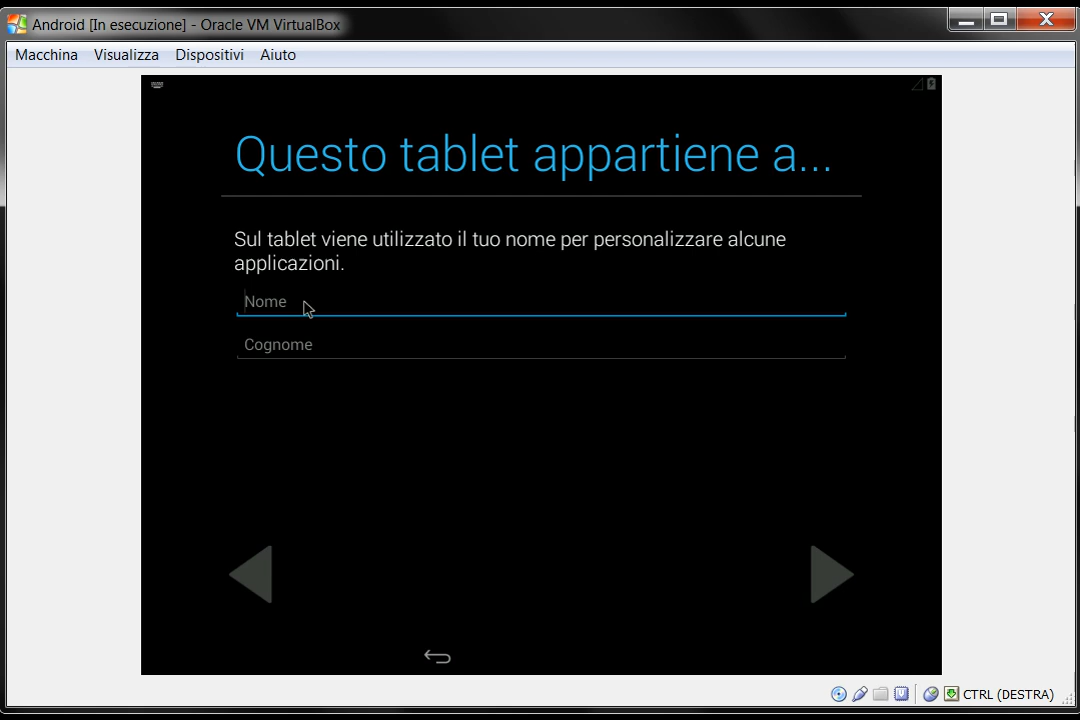 Android [In esecuzione] - Oracle VM VirtualBox
Macchina Visualizza Dispositivi Aiuto
Questo tablet appartiene a...
Sul tablet viene utilizzato il tuo nome per personalizzare alcune
applicazioni.
Nome
Cognome
CTRL (DESTRA)